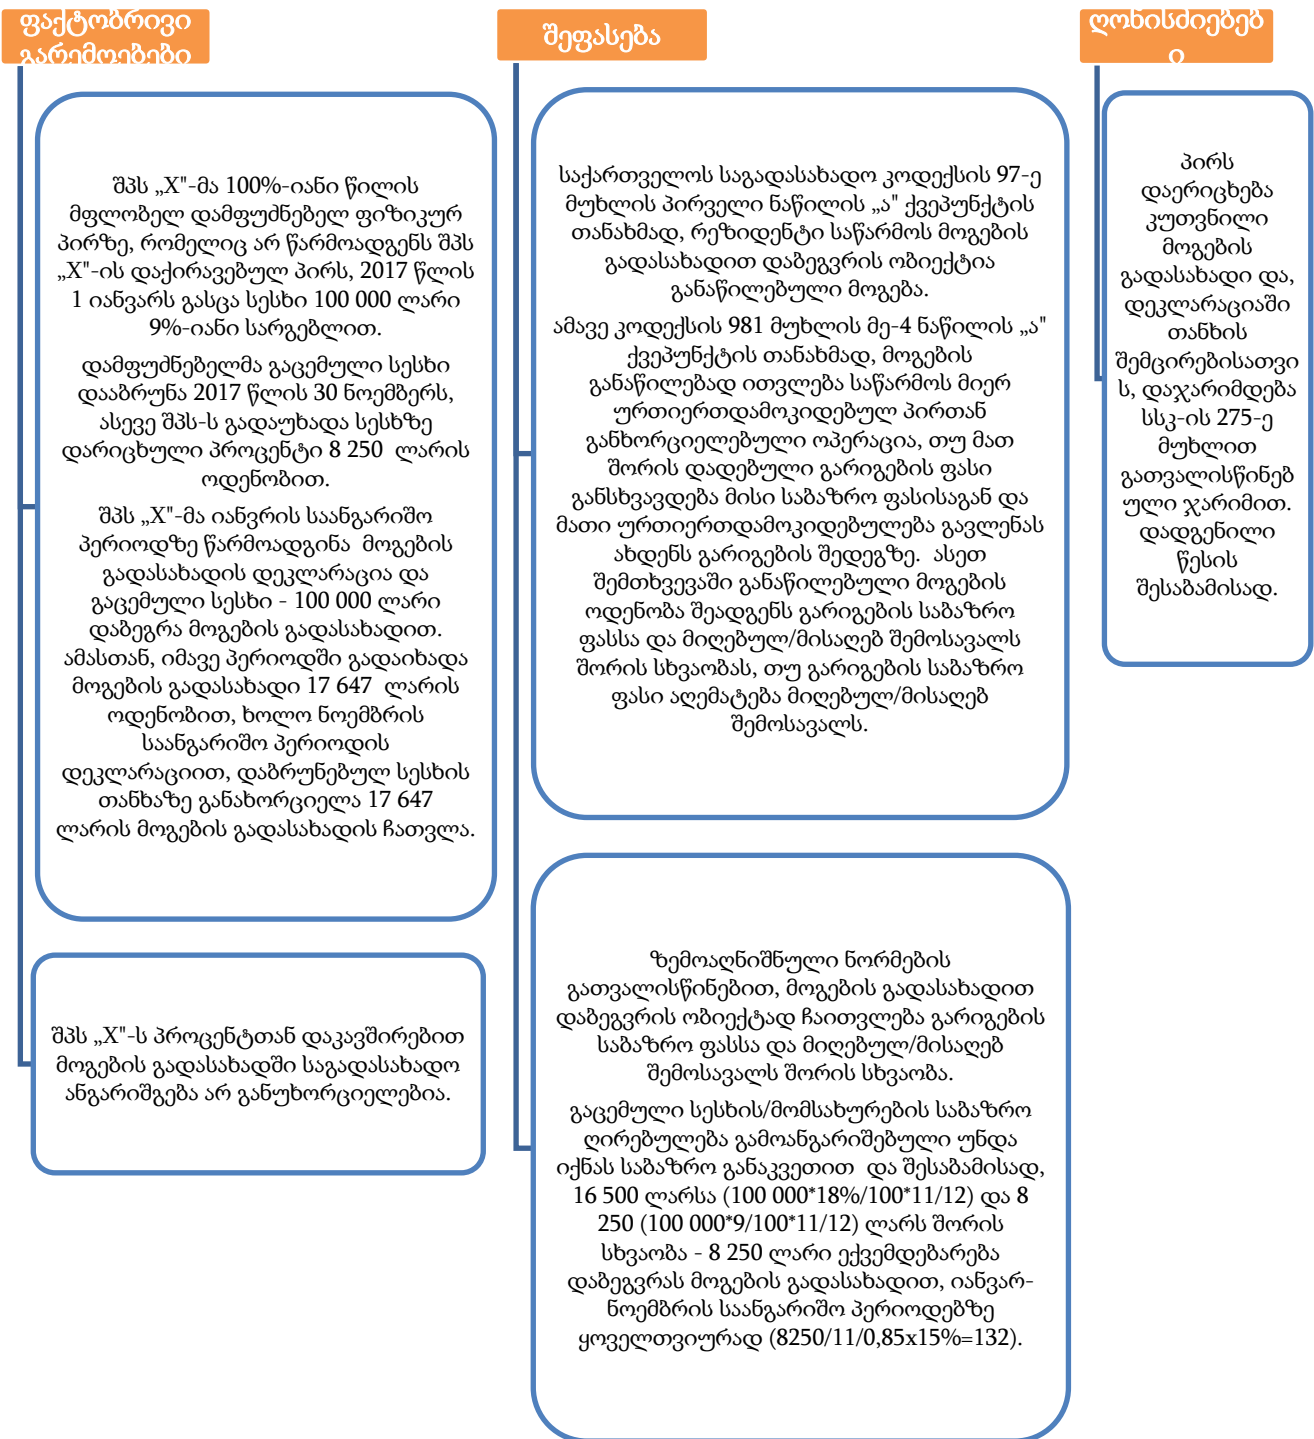 ფაქტობრივი
გარემოებები
შპს „X"-მა 100%-იანი წილის
მფლობელ დამფუძნებელ ფიზიკურ
პირზე, რომელიც არ წარმოადგენს შპს
„X"-ის დაქირავებულ პირს, 2017 წლის
1 იანვარს გასცა სესხი 100 000 ლარი
9%-იანი სარგებლით.
დამფუძნებელმა გაცემული სესხი
დააბრუნა 2017 წლის 30 ნოემბერს,
ასევე შპს-ს გადაუხადა სესხზე
დარიცხული პროცენტი 8 250 ლარის
ოდენობით.
შპს „X"-მა იანვრის საანგარიშო
პერიოდზე წარმოადგინა მოგების
გადასახადის დეკლარაცია და
გაცემული სესხი - 100 000 ლარი
დაბეგრა მოგების გადასახადით.
ამასთან, იმავე პერიოდში გადაიხადა
მოგების გადასახადი 17 647 ლარის
ოდენობით, ხოლო ნოემბრის
საანგარიშო პერიოდის
დეკლარაციით, დაბრუნებულ სესხის
თანხაზე განახორციელა 17 647
ლარის მოგების გადასახადის ჩათვლა.
შპს „X"-ს პროცენტთან დაკავშირებით
მოგების გადასახადში საგადასახადო
ანგარიშგება არ განუხორციელებია.
შეფასება
საქართველოს საგადასახადო კოდექსის 97-ე
მუხლის პირველი ნაწილის „ა" ქვეპუნქტის
თანახმად, რეზიდენტი საწარმოს მოგების
გადასახადით დაბეგვრის ობიექტია
განაწილებული მოგება.
ამავე კოდექსის 981 მუხლის მე-4 ნაწილის „ა"
ქვეპუნქტის თანახმად, მოგების
განაწილებად ითვლება საწარმოს მიერ
ურთიერთდამოკიდებულ პირთან
განხორციელებული ოპერაცია, თუ მათ
შორის დადებული გარიგების ფასი
განსხვავდება მისი საბაზრო ფასისაგან და
მათი ურთიერთდამოკიდებულება გავლენას
ახდენს გარიგების შედეგზე. ასეთ
შემთხვევაში განაწილებული მოგების
ოდენობა შეადგენს გარიგების საბაზრო
ფასსა და მიღებულ/მისაღებ შემოსავალს
შორის სხვაობას, თუ გარიგების საბაზრო
ფასი აღემატება მიღებულ/მისაღებ
შემოსავალს.
ზემოაღნიშნული ნორმების
გათვალისწინებით, მოგების გადასახადით
დაბეგვრის ობიექტად ჩაითვლება გარიგების
საბაზრო ფასსა და მიღებულ/მისაღებ
შემოსავალს შორის სხვაობა.
გაცემული სესხის/მომსახურების საბაზრო
ღირებულება გამოანგარიშებული უნდა
იქნას საბაზრო განაკვეთით და შესაბამისად,
16 500 ლარსა (100 000*18%/100*11/12) და 8
250 (100 000*9/100*11/12) ლარს შორის
სხვაობა - 8 250 ლარი ექვემდებარება
დაბეგვრას მოგების გადასახადით, იანვარ-
ნოემბრის საანგარიშო პერიოდებზე
ყოველთვიურად (8250/11/0,85x15%=132).
ღონისძიებებ
ი
პირს
დაერიცხება
კუთვნილი
მოგების
გადასახადი და,
დეკლარაციაში
თანხის
შემცირებისათვი
ს, დაჯარიმდება
სსკ-ის 275-ე
მუხლით
გათვალისწინებ
ული ჯარიმით.
დადგენილი
წესის
შესაბამისად.